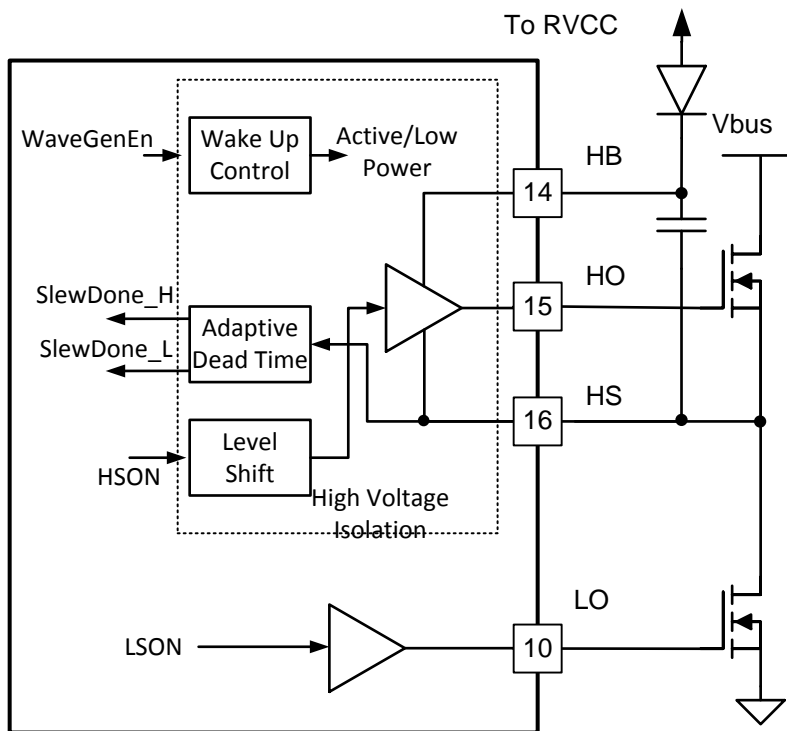 To RVCC
Vbus
WaveGenEn
Wake Up
Control
Active/Low
Power
HB
14
SlewDone_H
SlewDone_L
Adaptive
Dead Time
HO
15
HS
16
HSON
Level
Shift
High Voltage
Isolation
LO
LSON
10